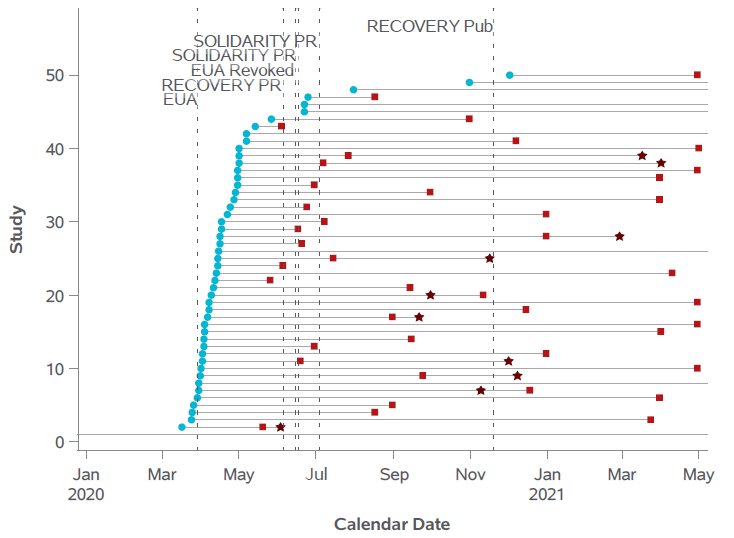 RECOVERY Pub
SOLIDARITY PR
SOLIDARITY PR
EUA Revoked
RECOVERY PR
EUA
50
40
30
20
10
0
Study
Jan Mar May Jul Sep Nov Jan Mar May
2020 2021
Calendar Date